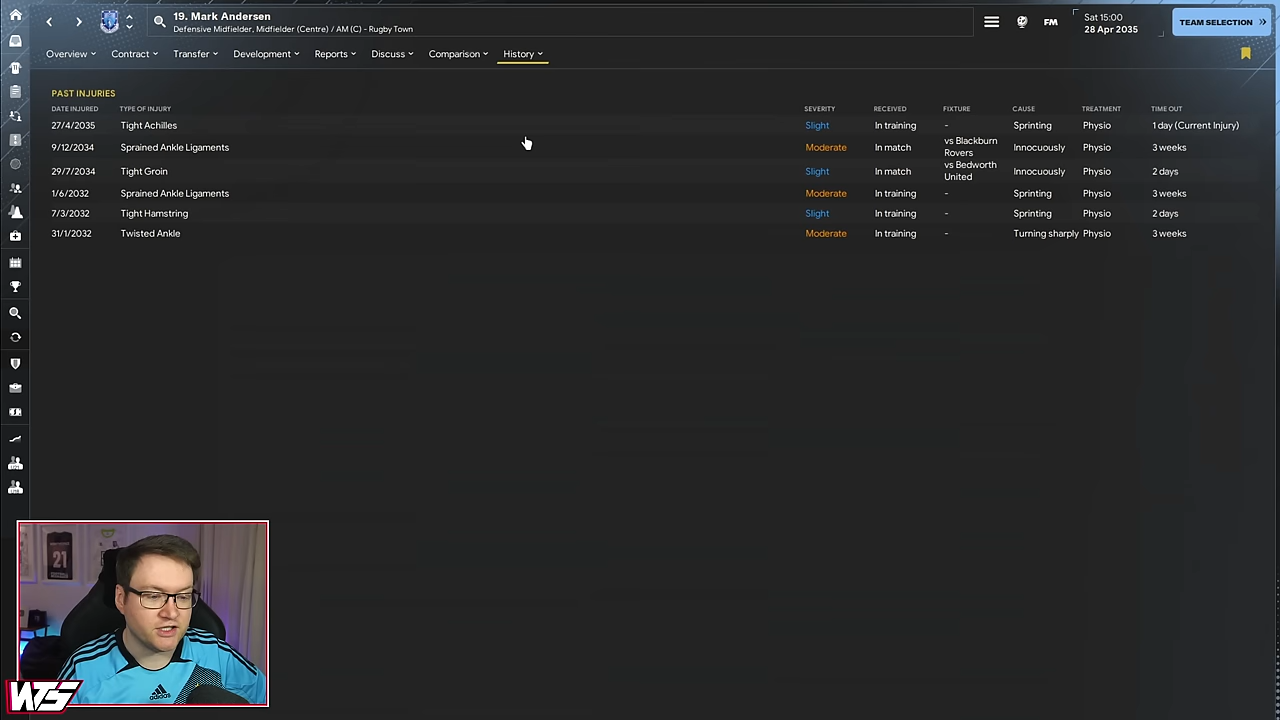 19. Mark Andersen
Defensive Midfielder, Midfielder (Centre) / AM (C) - Rugby Town
FM
Sat 15:00
28 Apr 2035
TEAM SELECTION
Overview
Contract
Transfer
Development
Reports
Discuss
Comparison
History
PAST INJURIES
DATE INJURED TYPE OF INJURY SEVERITY RECEIVED FIXTURE CAUSE TREATMENT TIME OUT
27/4/2035 Tight Achilles Slight In training - Sprinting Physio 1 day (Current Injury)
9/12/2034 Sprained Ankle Ligaments Moderate In match vs Blackburn Rovers Innocuously Physio 3 weeks
29/7/2034 Tight Groin Slight In match vs Bedworth United Innocuously Physio 2 days
1/6/2032 Sprained Ankle Ligaments Moderate In training - Sprinting Physio 3 weeks
7/3/2032 Tight Hamstring Slight In training - Sprinting Physio 2 days
31/1/2032 Twisted Ankle Moderate In training - Turning sharply Physio 3 weeks
21
adidas
WTS